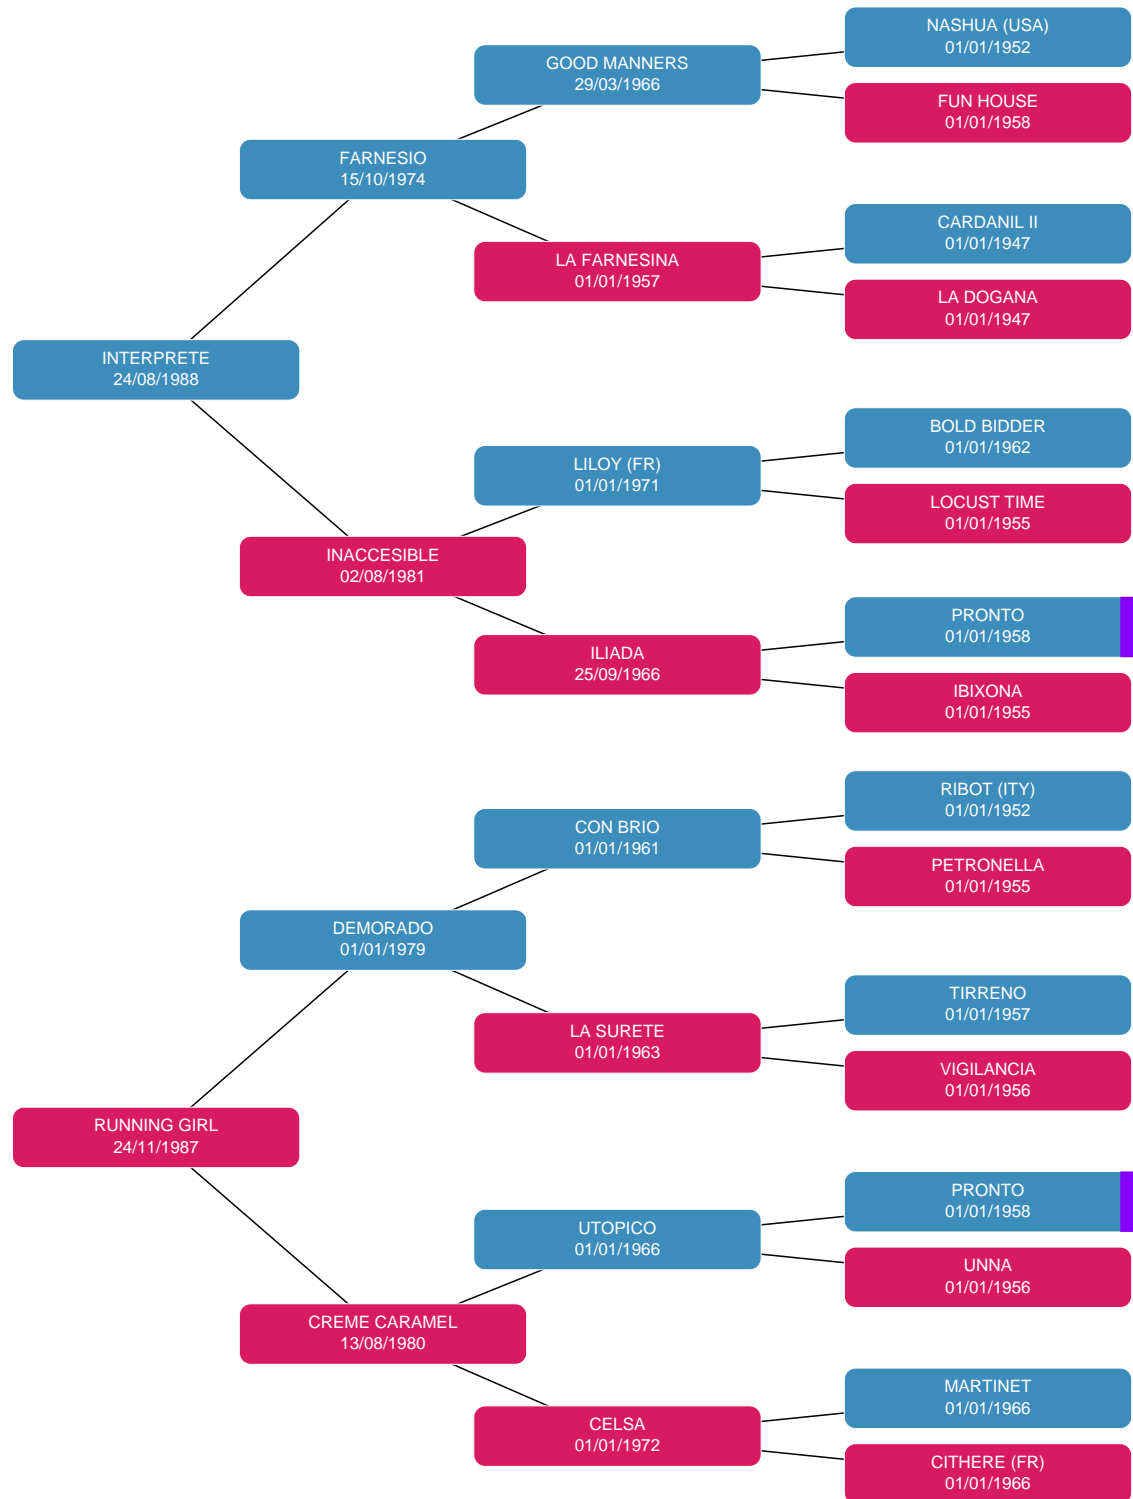 NASHUA (USA)
01/01/1952
GOOD MANNERS
29/03/1966
FUN HOUSE
01/01/1958
FARNESIO
15/10/1974
CARDANIL II
01/01/1947
LA FARNESINA
01/01/1957
LA DOGANA
01/01/1947
INTERPRETE
24/08/1988
BOLD BIDDER
01/01/1962
LILOY (FR)
01/01/1971
LOCUST TIME
01/01/1955
INACCESIBLE
02/08/1981
PRONTO
01/01/1958
ILIADA
25/09/1966
IBIXONA
01/01/1955
RIBOT (ITY)
01/01/1952
CON BRIO
01/01/1961
PETRONELLA
01/01/1955
DEMORADO
01/01/1979
TIRRENO
01/01/1957
LA SURETE
01/01/1963
VIGILANCIA
01/01/1956
RUNNING GIRL
24/11/1987
PRONTO
01/01/1958
UTOPICO
01/01/1966
UNNA
01/01/1956
CREME CARAMEL
13/08/1980
MARTINET
01/01/1966
CELSA
01/01/1972
CITHERE (FR)
01/01/1966